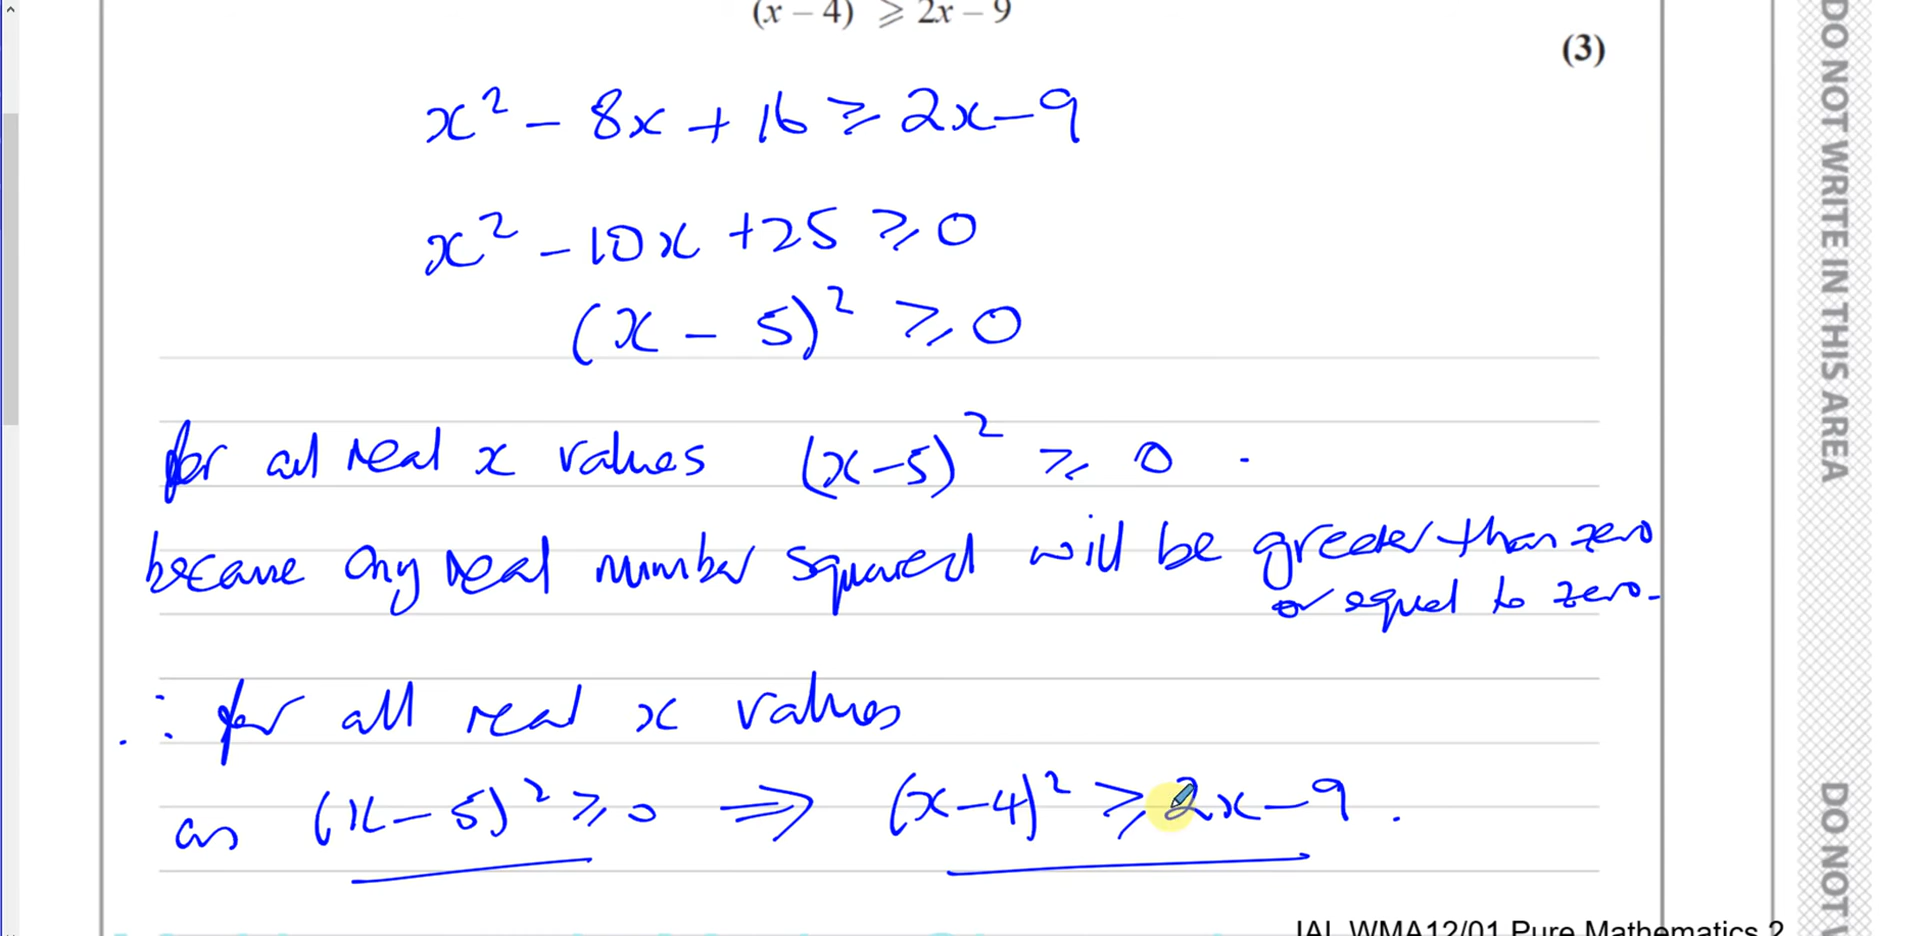 (x – 4) ⩾ 2x – 9
(3)
x² – 8x + 16 ⩾ 2x – 9
x² – 10x + 25 ⩾ 0
(x – 5)² ⩾ 0
for all real x values (x–5)² ⩾ 0 .
because any real number squared will be greater than zero
or equal to zero.
∴ for all real x values
as (x – 5)² ⩾ 0 ⟹ (x–4)² ⩾ 2x – 9 .
IAL WMA12/01 Pure Mathematics 2
DO NOT WRITE IN THIS AREA
DO NOT